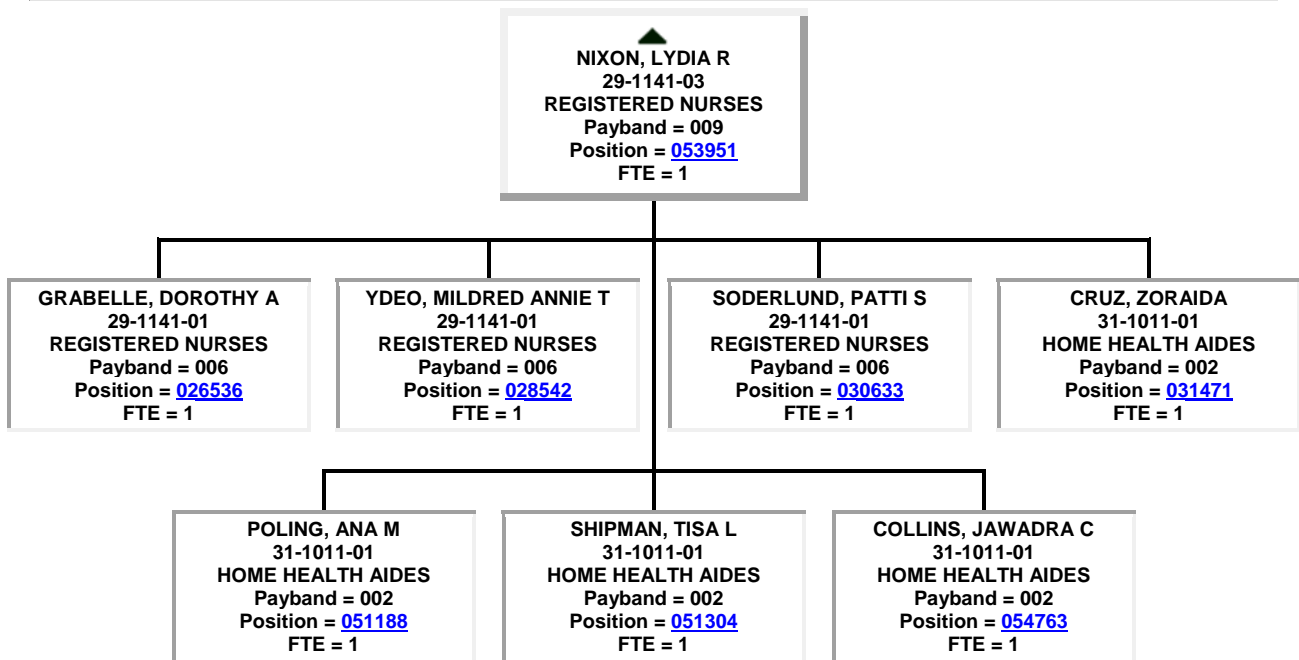 NIXON, LYDIA R
29-1141-03
REGISTERED NURSES
Payband = 009
Position = 053951
FTE = 1
GRABELLE, DOROTHY A
29-1141-01
REGISTERED NURSES
Payband = 006
Position = 026536
FTE = 1
YDEO, MILDRED ANNIE T
29-1141-01
REGISTERED NURSES
Payband = 006
Position = 028542
FTE = 1
SODERLUND, PATTI S
29-1141-01
REGISTERED NURSES
Payband = 006
Position = 030633
FTE = 1
CRUZ, ZORAIDA
31-1011-01
HOME HEALTH AIDES
Payband = 002
Position = 031471
FTE = 1
POLING, ANA M
31-1011-01
HOME HEALTH AIDES
Payband = 002
Position = 051188
FTE = 1
SHIPMAN, TISA L
31-1011-01
HOME HEALTH AIDES
Payband = 002
Position = 051304
FTE = 1
COLLINS, JAWADRA C
31-1011-01
HOME HEALTH AIDES
Payband = 002
Position = 054763
FTE = 1